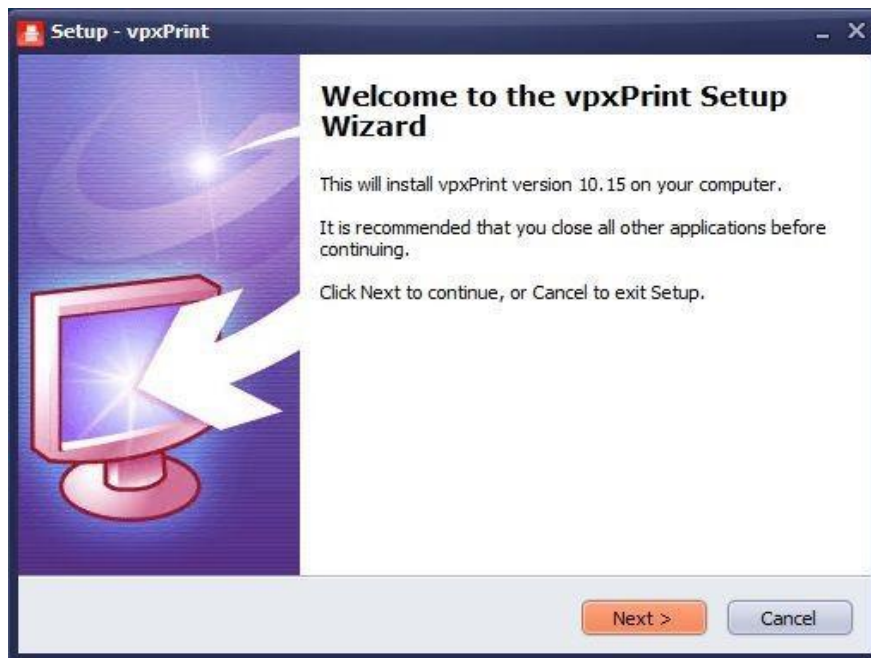 Setup - vpxPrint
Welcome to the vpxPrint Setup
Wizard
This will install vpxPrint version 10.15 on your computer.
It is recommended that you close all other applications before
continuing.
Click Next to continue, or Cancel to exit Setup.
Next >
Cancel